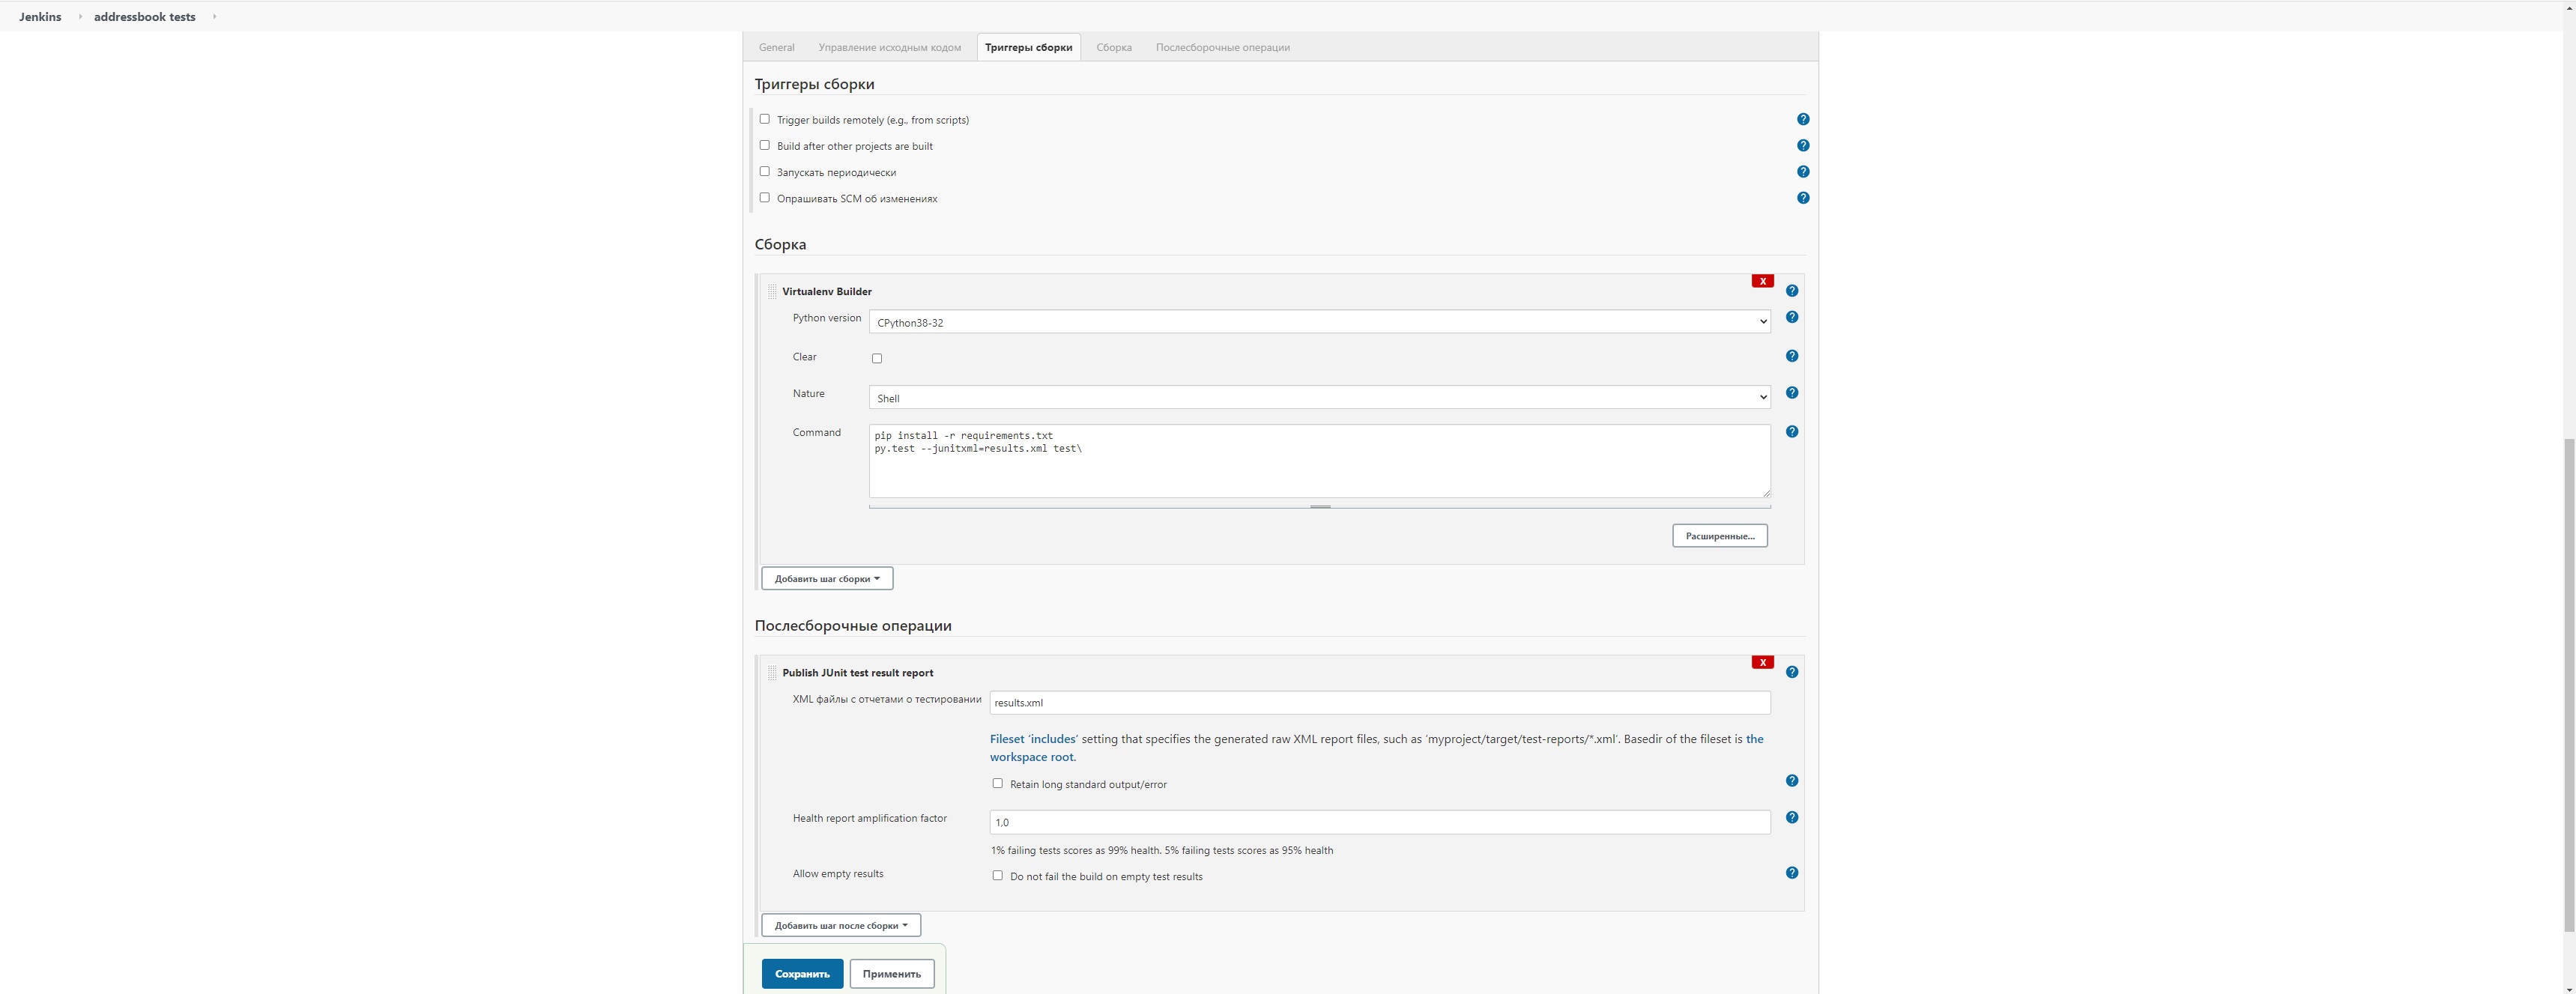 Jenkins addressbook tests
General Управление исходным кодом Триггеры сборки Сборка Послесборочные операции
Триггеры сборки
Trigger builds remotely (e.g., from scripts)
Build after other projects are built
Запускать периодически
Опрашивать SCM об изменениях
Сборка
X
Virtualenv Builder
Python version CPython38-32
Clear
Nature Shell
Command pip install -r requirements.txt
py.test --junitxml=results.xml test\
Расширенные...
Добавить шаг сборки
Послесборочные операции
X
Publish JUnit test result report
XML файлы с отчетами о тестировании results.xml
Fileset 'includes' setting that specifies the generated raw XML report files, such as 'myproject/target/test-reports/*.xml'. Basedir of the fileset is the
workspace root.
Retain long standard output/error
Health report amplification factor 1,0
1% failing tests scores as 99% health. 5% failing tests scores as 95% health
Allow empty results Do not fail the build on empty test results
Добавить шаг после сборки
Сохранить Применить